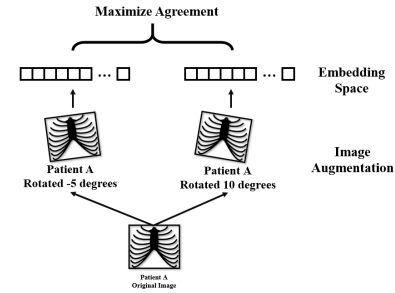 Maximize Agreement
...
...
Embedding
Space
Patient A
Rotated -5 degrees
Patient A
Rotated 10 degrees
Image
Augmentation
Patient A
Original Image